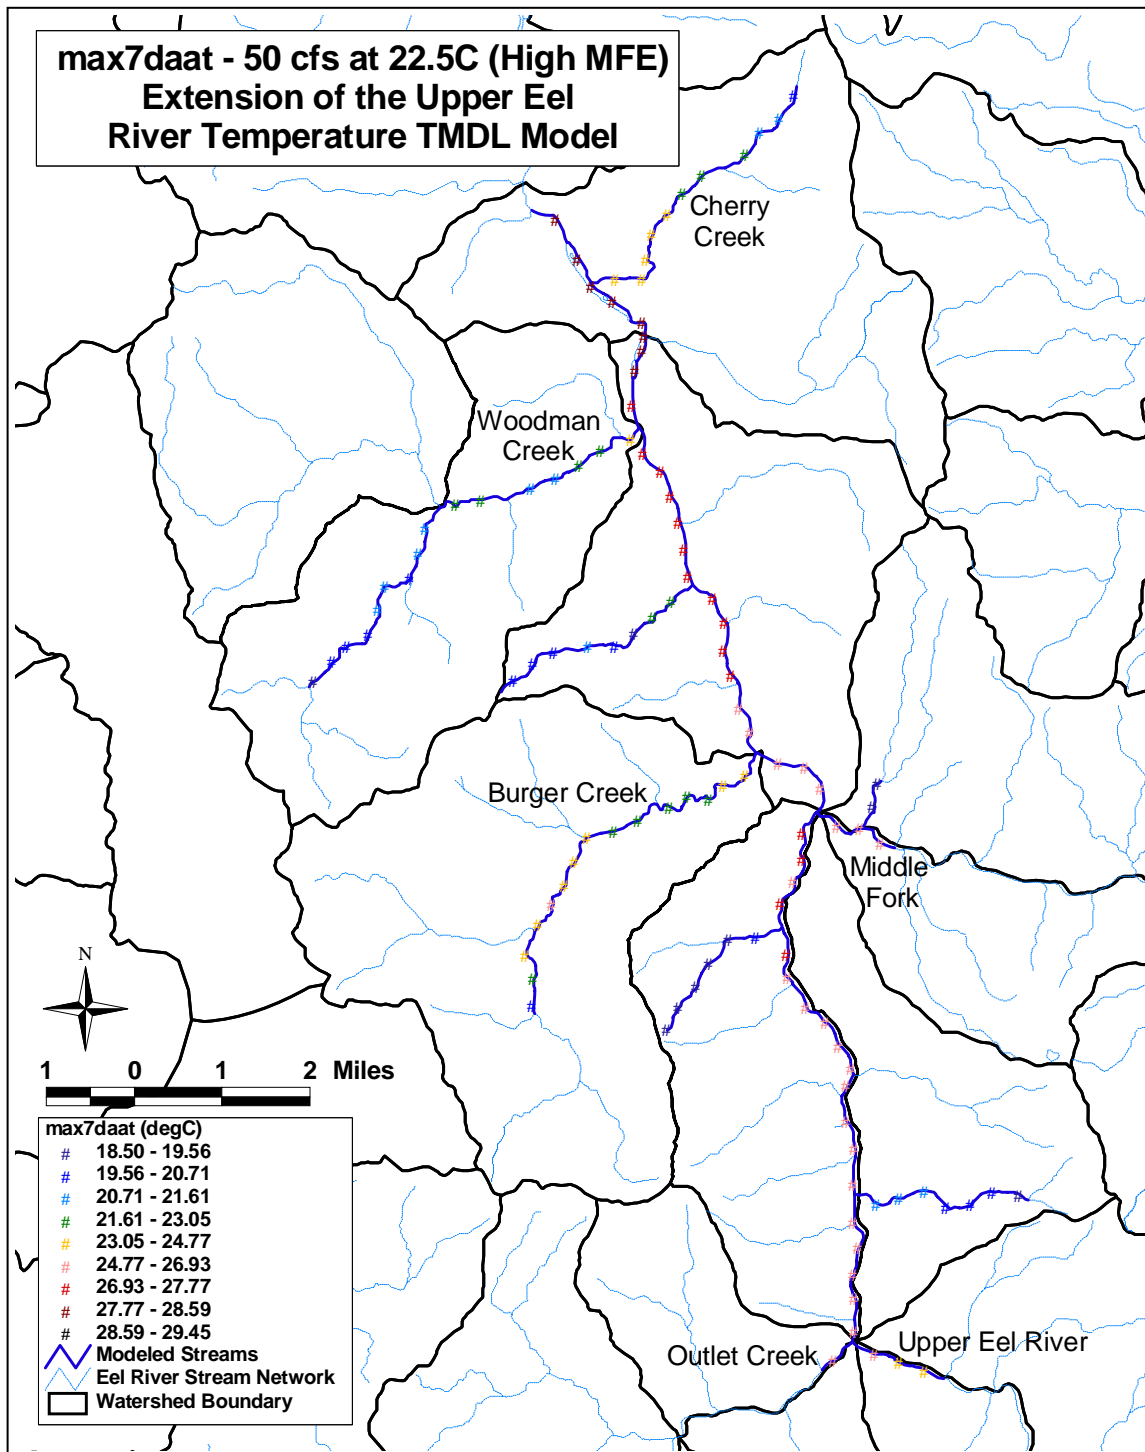 max7daat - 50 cfs at 22.5C (High MFE)
Extension of the Upper Eel
River Temperature TMDL Model
Cherry
Creek
Woodman
Creek
Burger Creek
Middle
Fork
N
1 0 1 2 Miles
max7daat (degC)
# 18.50 - 19.56
# 19.56 - 20.71
# 20.71 - 21.61
# 21.61 - 23.05
# 23.05 - 24.77
# 24.77 - 26.93
# 26.93 - 27.77
# 27.77 - 28.59
# 28.59 - 29.45
Modeled Streams
Eel River Stream Network
Watershed Boundary
Outlet Creek
Upper Eel River